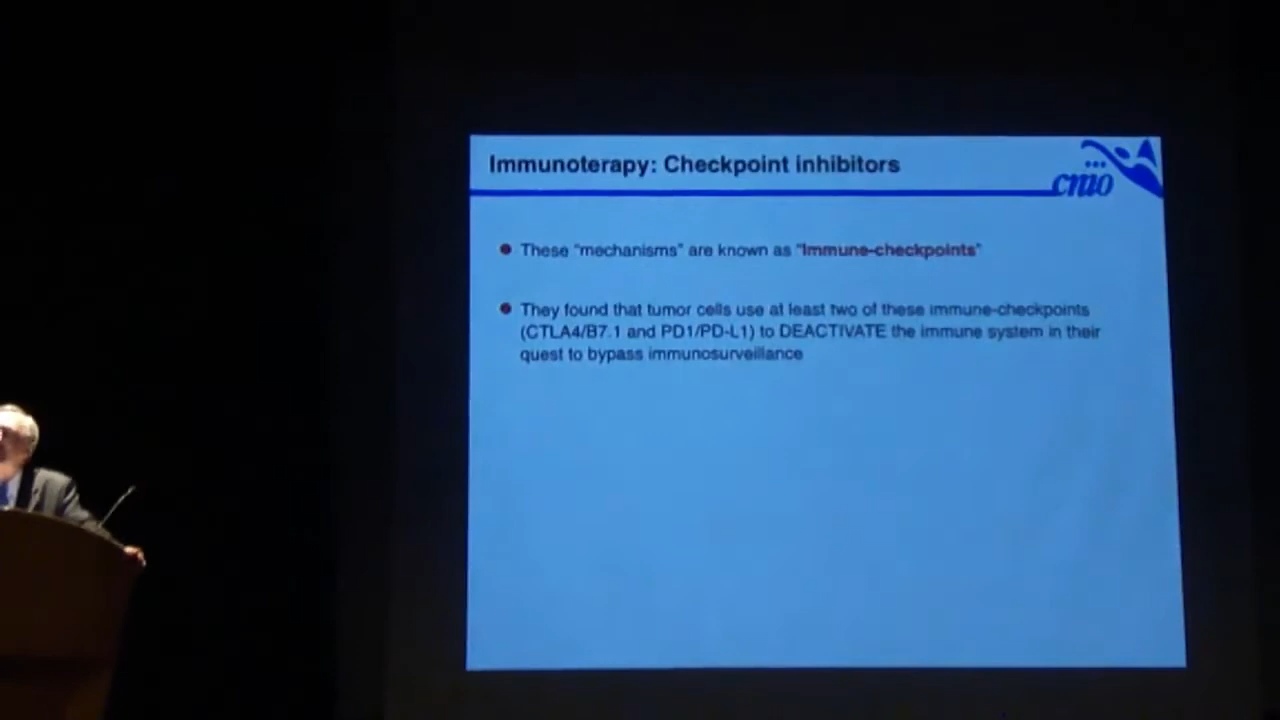 Immunoterapy: Checkpoint inhibitors
cnio
These "mechanisms" are known as "Immune-checkpoints"
They found that tumor cells use at least two of these immune-checkpoints
(CTLA4/B7.1 and PD1/PD-L1) to DEACTIVATE the immune system in their
quest to bypass immunosurveillance